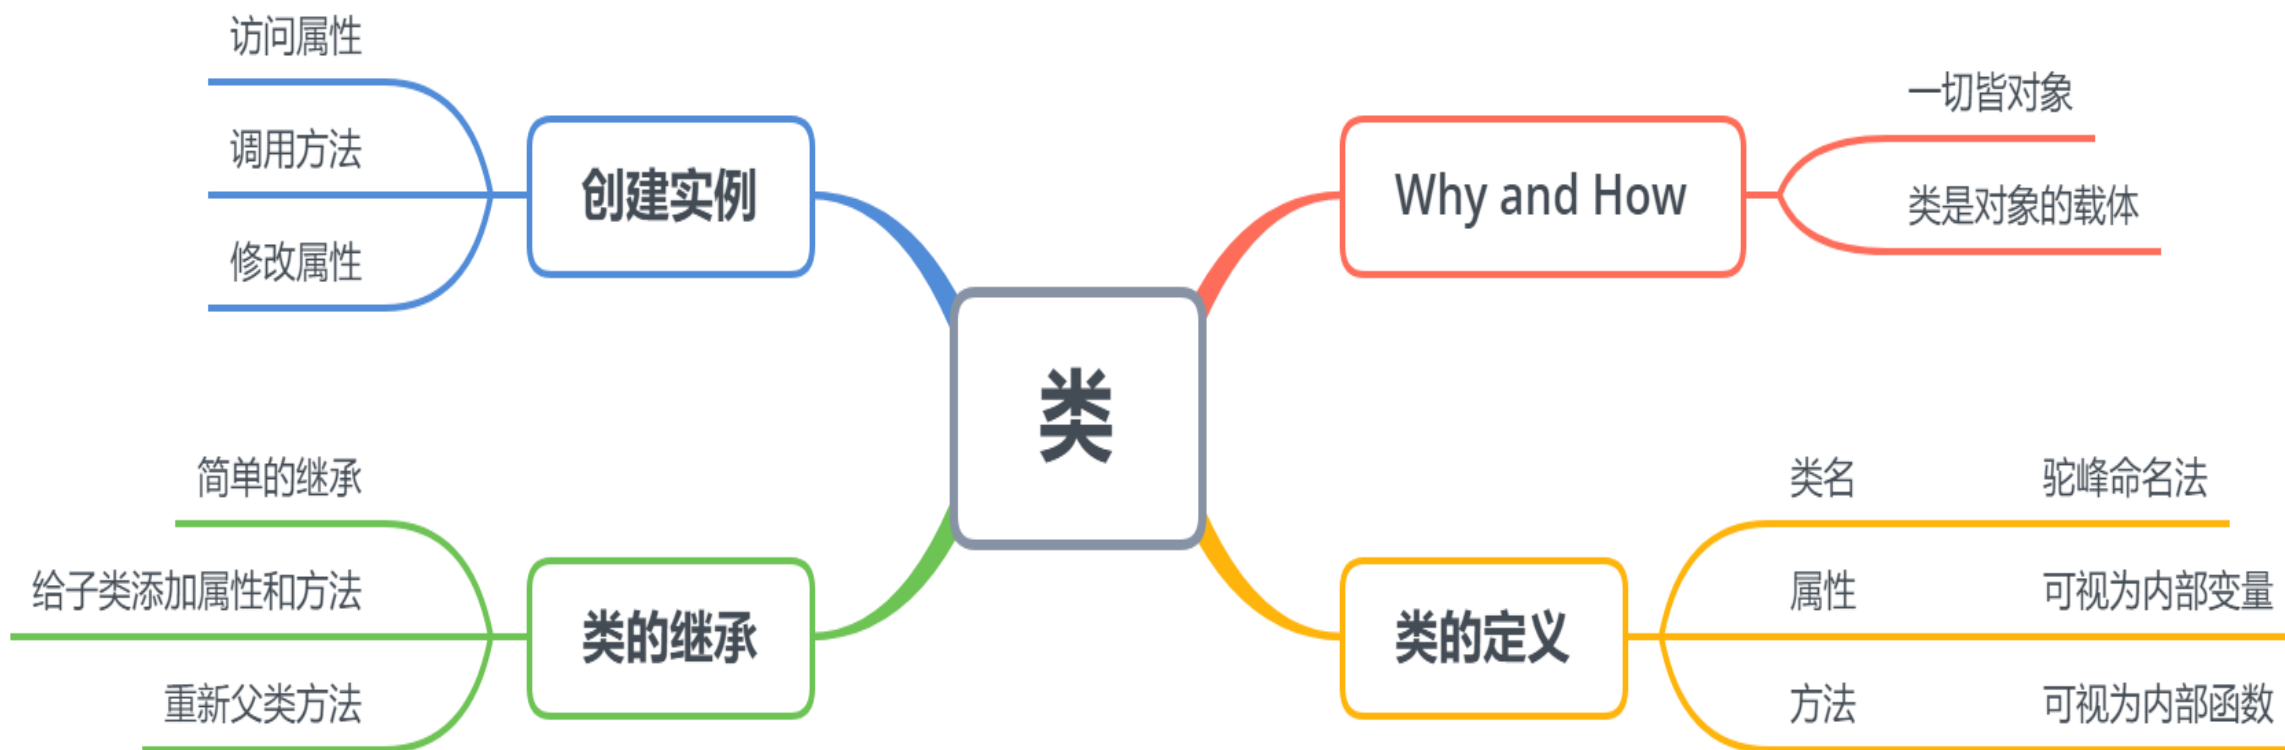 访问属性
调用方法
修改属性
创建实例
Why and How
一切皆对象
类是对象的载体
类
简单的继承
给子类添加属性和方法
重新父类方法
类的继承
类的定义
类名 驼峰命名法
属性 可视为内部变量
方法 可视为内部函数